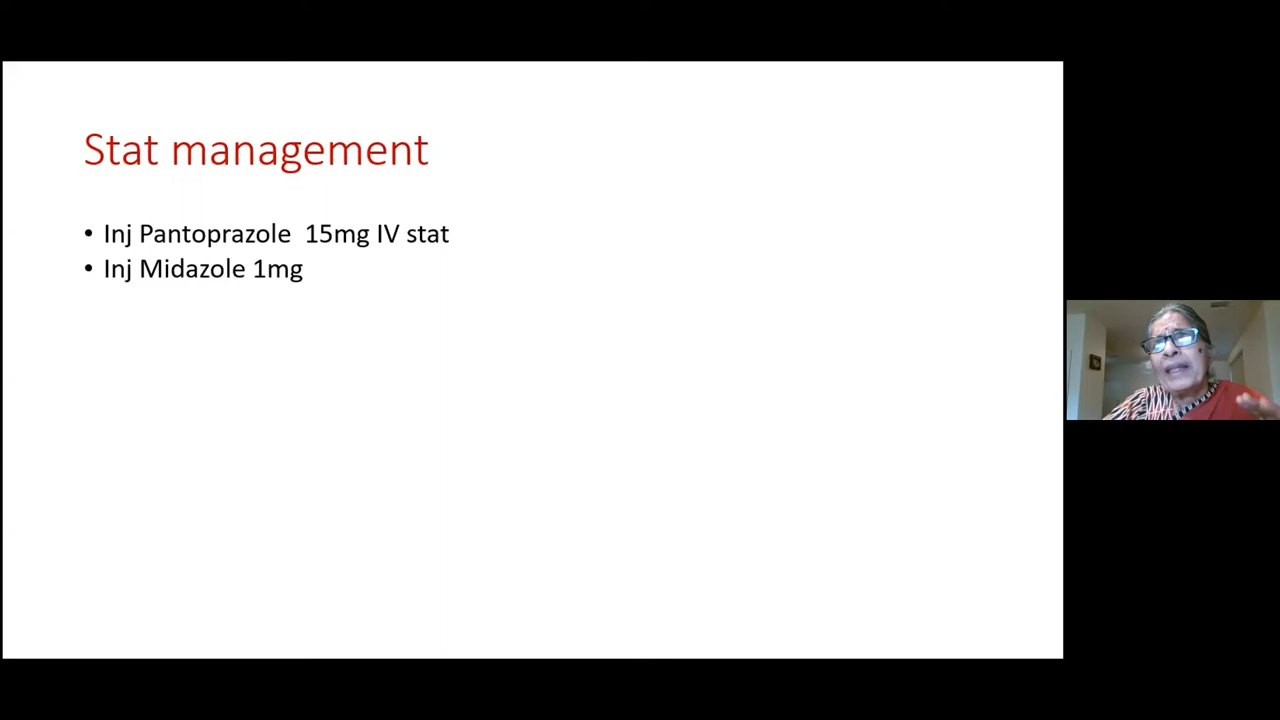 Stat management
• Inj Pantoprazole  15mg IV stat
• Inj Midazole 1mg